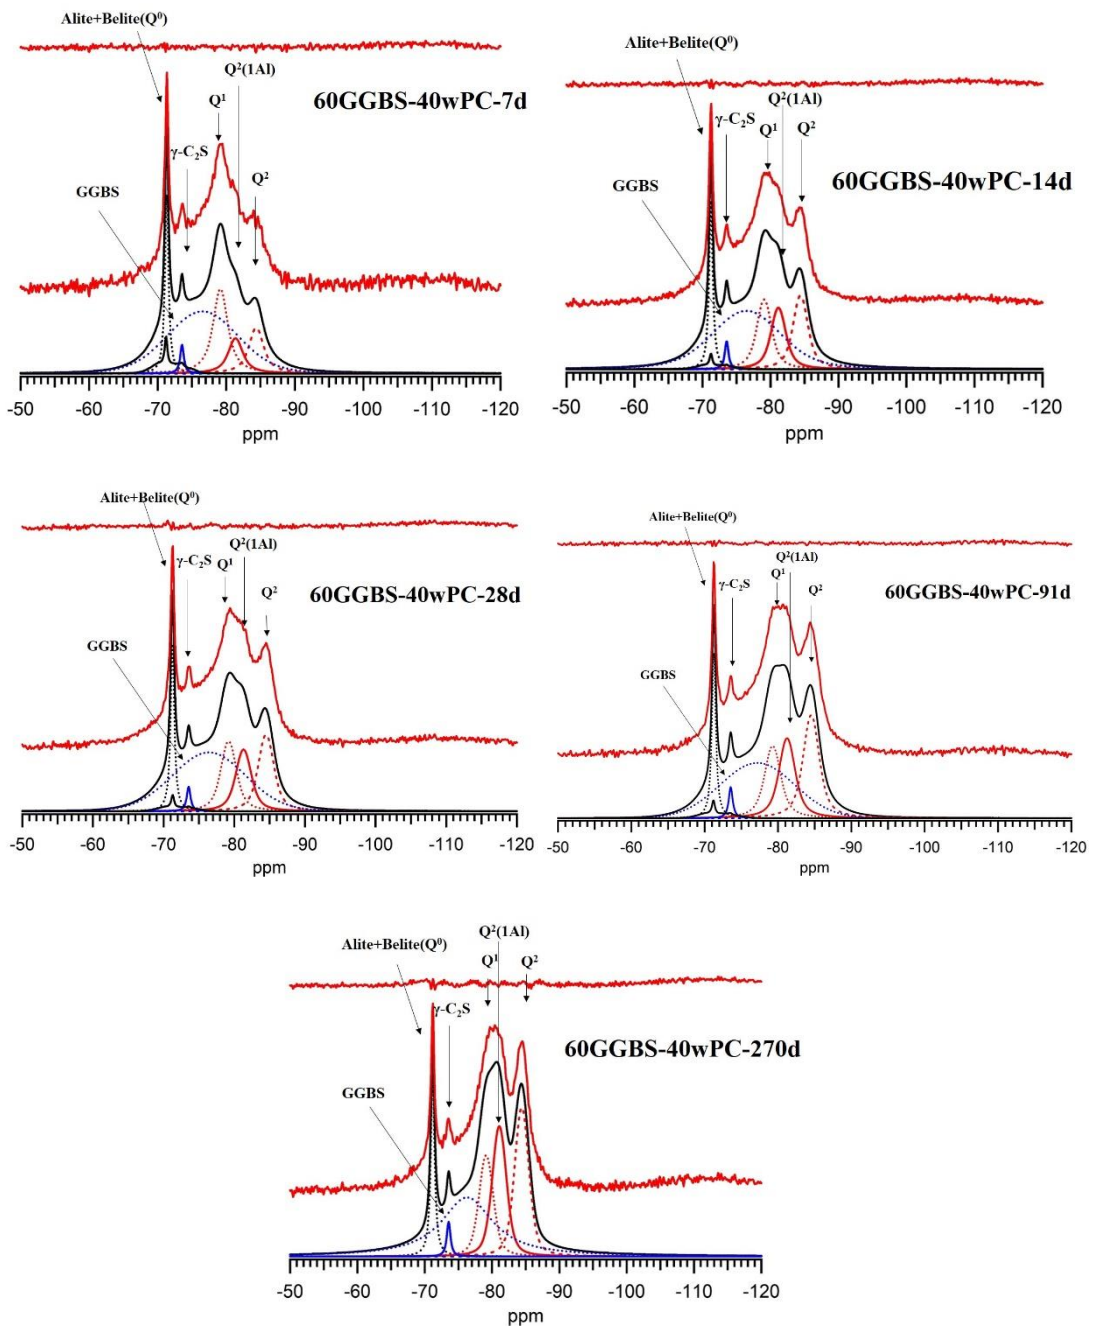 Alite+Belite(Q⁰)
60GGBS-40wPC-7d
Q²(1Al)
Q¹
γ-C₂S
GGBS
Q²
-50 -60 -70 -80 -90 -100 -110 -120
ppm
Alite+Belite(Q⁰)
Q²(1Al)
γ-C₂S
Q¹
Q²
GGBS
60GGBS-40wPC-14d
-50 -60 -70 -80 -90 -100 -110 -120
ppm
Alite+Belite(Q⁰)
Q²(1Al)
γ-C₂S
Q¹
Q²
60GGBS-40wPC-28d
GGBS
-50 -60 -70 -80 -90 -100 -110 -120
ppm
Alite+Belite(Q⁰)
Q²(1Al)
γ-C₂S
Q¹
Q²
60GGBS-40wPC-91d
GGBS
-50 -60 -70 -80 -90 -100 -110 -120
ppm
Q²(1Al)
Alite+Belite(Q⁰)
Q¹
Q²
γ-C₂S
60GGBS-40wPC-270d
GGBS
-50 -60 -70 -80 -90 -100 -110 -120
ppm